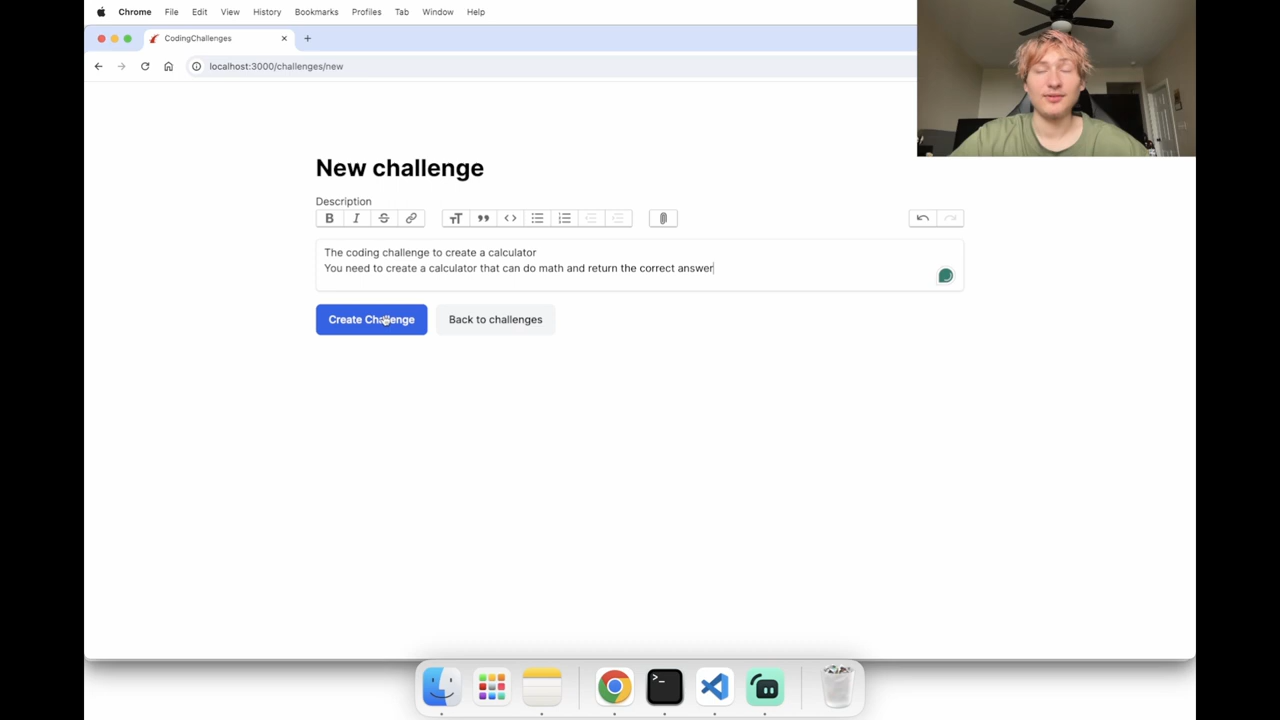 Chrome File Edit View History Bookmarks Profiles Tab Window Help
CodingChallenges
localhost:3000/challenges/new
New challenge
Description
The coding challenge to create a calculator
You need to create a calculator that can do math and return the correct answer
Create Challenge Back to challenges